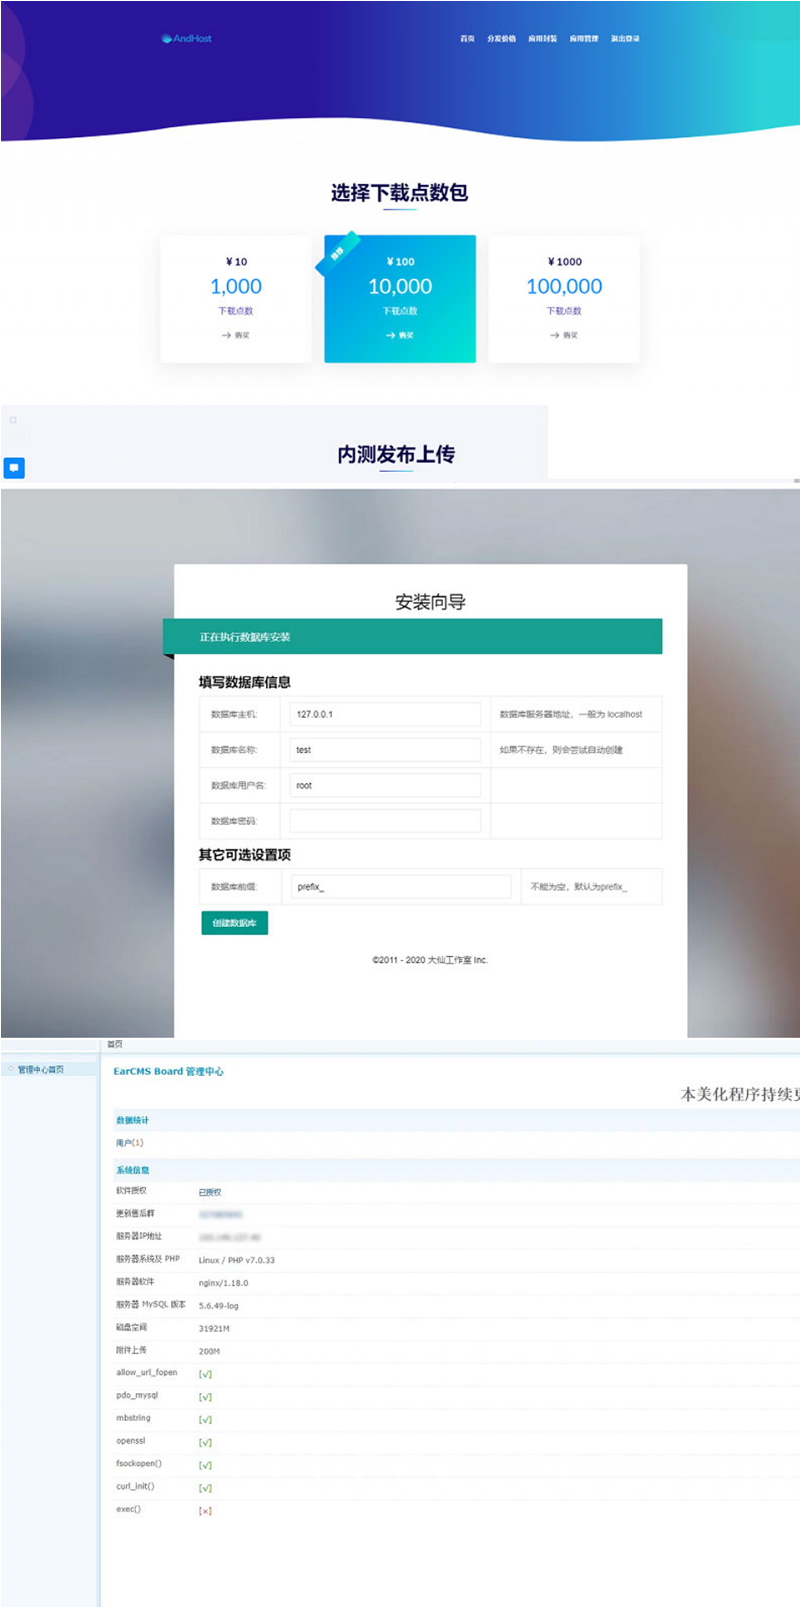 AndHost
首页 分发价格 应用封装 应用管理 退出登录
选择下载点数包
¥10
1,000
下载点数
→ 购买
推荐
¥100
10,000
下载点数
→ 购买
¥1000
100,000
下载点数
→ 购买
内测发布上传
安装向导
正在执行数据库安装
填写数据库信息
数据库主机: 127.0.0.1 数据库服务器地址，一般为 localhost
数据库名称: test 如果不存在，则会尝试自动创建
数据库用户名: root
数据库密码:
其它可选设置项
数据库前缀: prefix_ 不能为空，默认为prefix_
创建数据库
©2011 - 2020 大仙工作室 Inc.
首页
管理中心首页
EarCMS Board 管理中心
本美化程序持续更
数据统计
用户(1)
系统信息
软件授权 已授权
更新售后群
服务器IP地址
服务器系统及 PHP Linux / PHP v7.0.33
服务器软件 nginx/1.18.0
服务器 MySQL 版本 5.6.49-log
磁盘空间 31921M
附件上传 200M
allow_url_fopen [√]
pdo_mysql [√]
mbstring [√]
openssl [√]
fsockopen() [√]
curl_init() [√]
exec() [×]